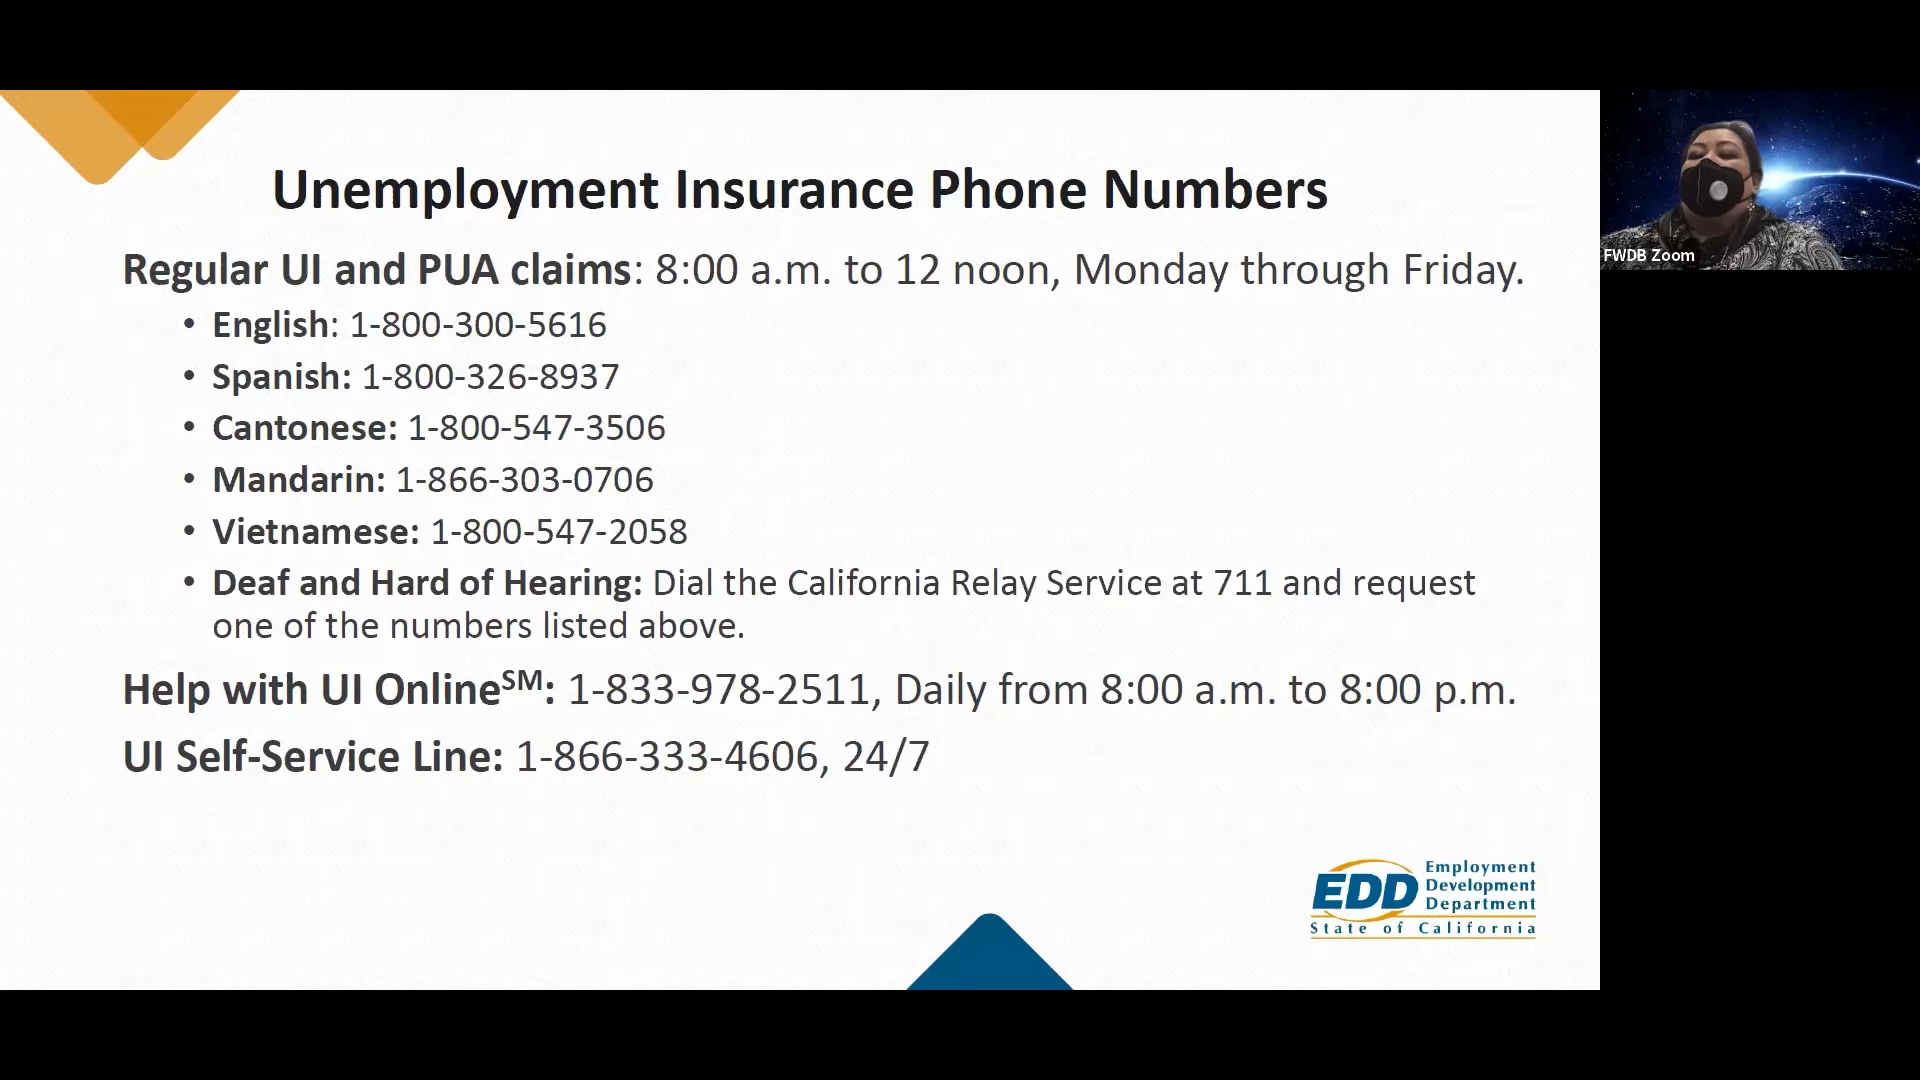 Unemployment Insurance Phone Numbers
Regular UI and PUA claims: 8:00 a.m. to 12 noon, Monday through Friday.
• English: 1-800-300-5616
• Spanish: 1-800-326-8937
• Cantonese: 1-800-547-3506
• Mandarin: 1-866-303-0706
• Vietnamese: 1-800-547-2058
• Deaf and Hard of Hearing: Dial the California Relay Service at 711 and request
one of the numbers listed above.
Help with UI Online℠: 1-833-978-2511, Daily from 8:00 a.m. to 8:00 p.m.
UI Self-Service Line: 1-866-333-4606, 24/7
EDD
Employment
Development
Department
State of California
FWDB Zoom